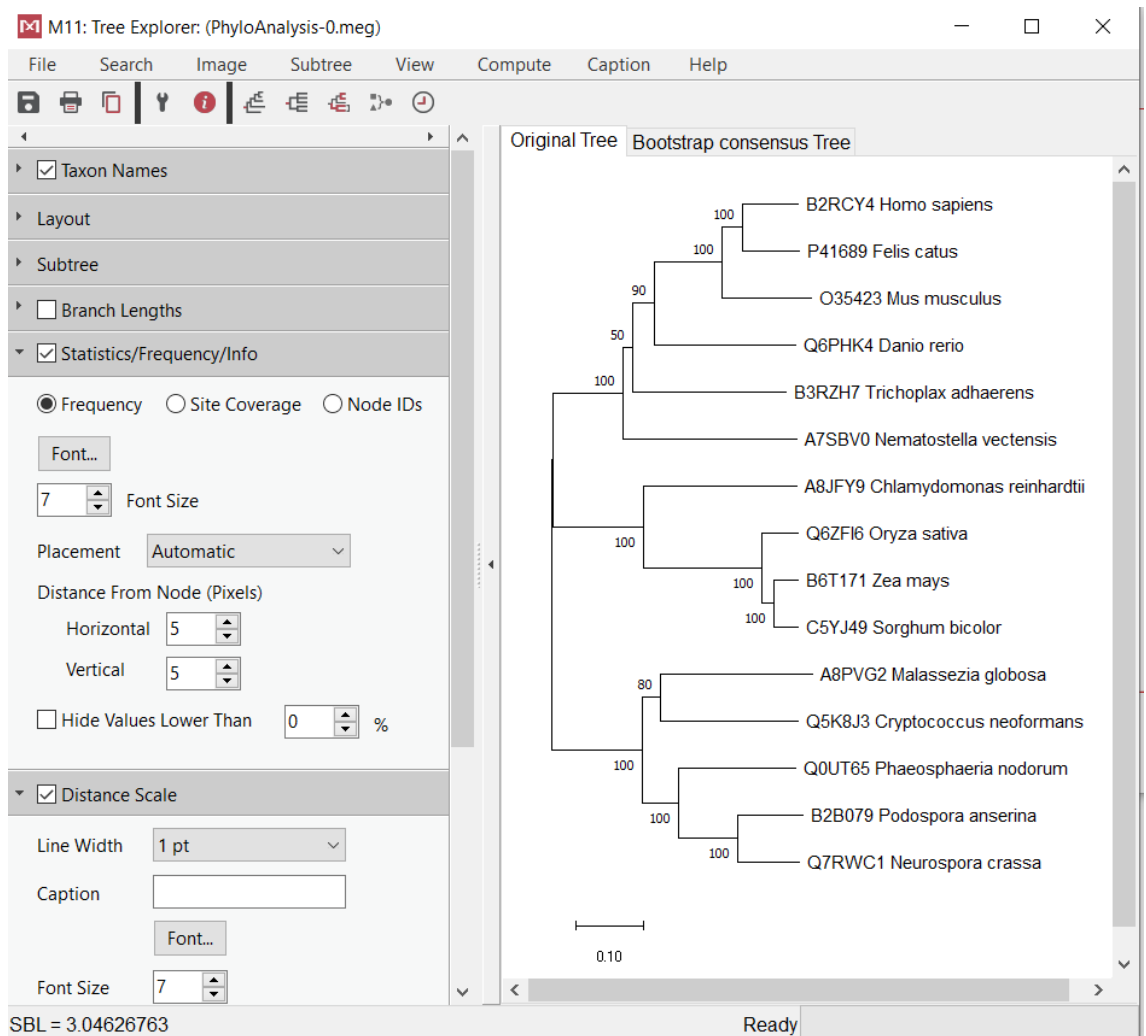 M11: Tree Explorer: (PhyloAnalysis-0.meg)
File Search Image Subtree View Compute Caption Help
Taxon Names
Layout
Subtree
Branch Lengths
Statistics/Frequency/Info
Frequency Site Coverage Node IDs
Font...
7 Font Size
Placement Automatic
Distance From Node (Pixels)
Horizontal 5
Vertical 5
Hide Values Lower Than 0 %
Distance Scale
Line Width 1 pt
Caption
Font...
Font Size 7
Original Tree Bootstrap consensus Tree
B2RCY4 Homo sapiens
100
P41689 Felis catus
100
O35423 Mus musculus
90
Q6PHK4 Danio rerio
50
B3RZH7 Trichoplax adhaerens
100
A7SBV0 Nematostella vectensis
A8JFY9 Chlamydomonas reinhardtii
Q6ZFI6 Oryza sativa
100
B6T171 Zea mays
100
100
C5YJ49 Sorghum bicolor
A8PVG2 Malassezia globosa
80
Q5K8J3 Cryptococcus neoformans
100
Q0UT65 Phaeosphaeria nodorum
100
B2B079 Podospora anserina
100
Q7RWC1 Neurospora crassa
0.10
SBL = 3.04626763 Ready